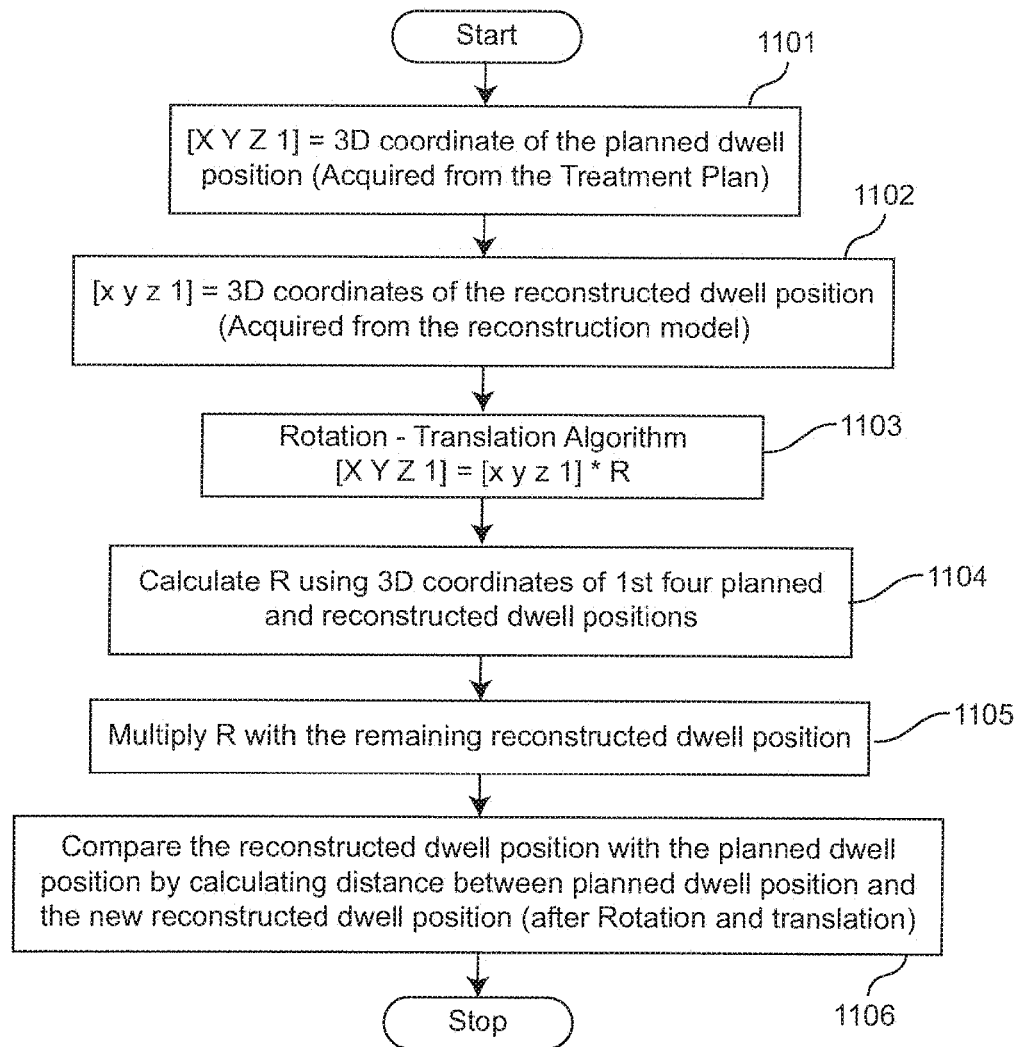 Start
1101
[X Y Z 1] = 3D coordinate of the planned dwell
position (Acquired from the Treatment Plan)
1102
[x y z 1] = 3D coordinates of the reconstructed dwell position
(Acquired from the reconstruction model)
1103
Rotation - Translation Algorithm
[X Y Z 1] = [x y z 1] * R
Calculate R using 3D coordinates of 1st four planned
and reconstructed dwell positions
1104
Multiply R with the remaining reconstructed dwell position
1105
Compare the reconstructed dwell position with the planned dwell
position by calculating distance between planned dwell position and
the new reconstructed dwell position (after Rotation and translation)
1106
Stop